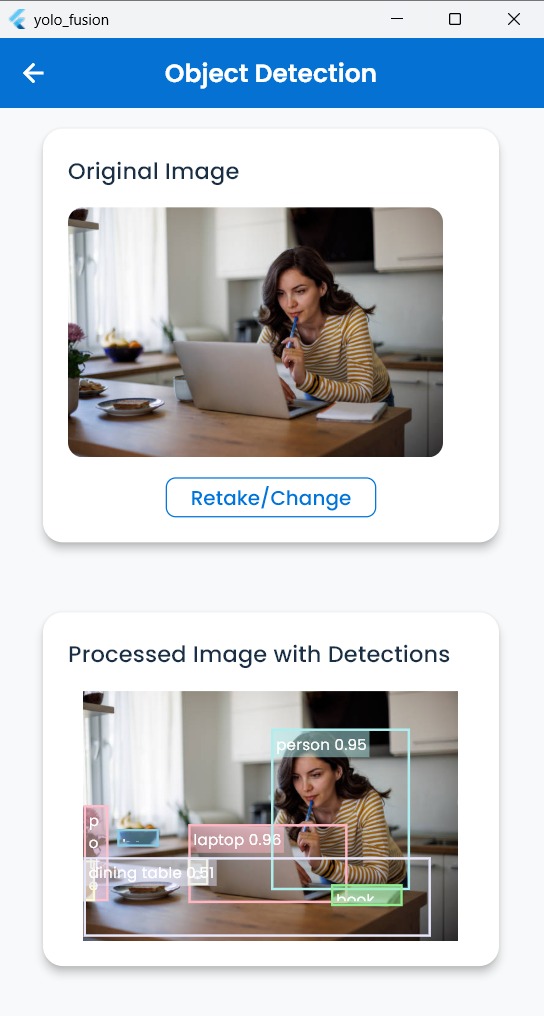 yolo_fusion
Object Detection
Original Image
Retake/Change
Processed Image with Detections
person 0.95
laptop 0.96
dining table 0.51
book